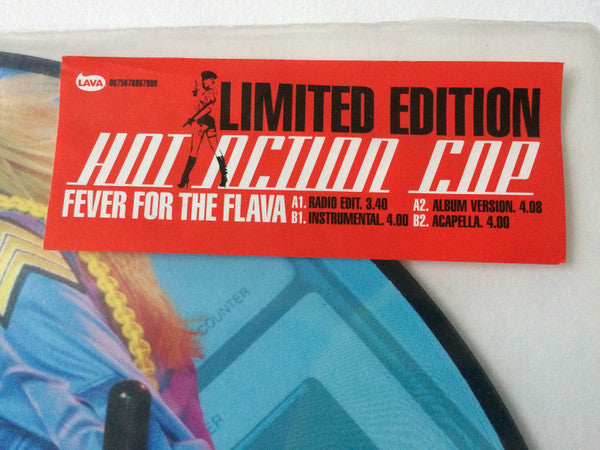 LAVA
LIMITED EDITION
HOT ACTION COP
FEVER FOR THE FLAVA
A1. RADIO EDIT. 3.40
A2. ALBUM VERSION. 4.08
B1. INSTRUMENTAL. 4.00
B2. ACAPELLA. 4.00
COUNTER